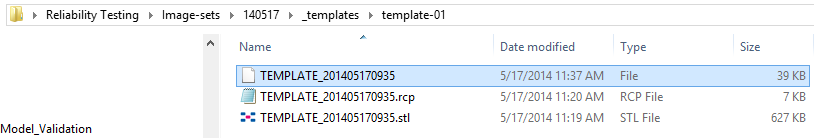 Reliability Testing Image-sets 140517 _templates template-01
Name Date modified Type Size
TEMPLATE_201405170935 5/17/2014 11:37 AM File 39 KB
TEMPLATE_201405170935.rcp 5/17/2014 11:20 AM RCP File 7 KB
TEMPLATE_201405170935.stl 5/17/2014 11:19 AM STL File 627 KB
Model_Validation